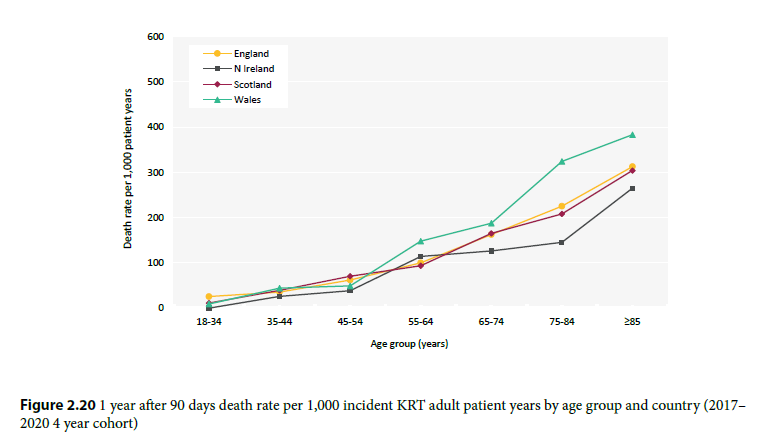 600
500
400
300
200
100
0
Death rate per 1,000 patient years
England
N Ireland
Scotland
Wales
18-34 35-44 45-54 55-64 65-74 75-84 ≥85
Age group (years)
Figure 2.20 1 year after 90 days death rate per 1,000 incident KRT adult patient years by age group and country (2017–
2020 4 year cohort)